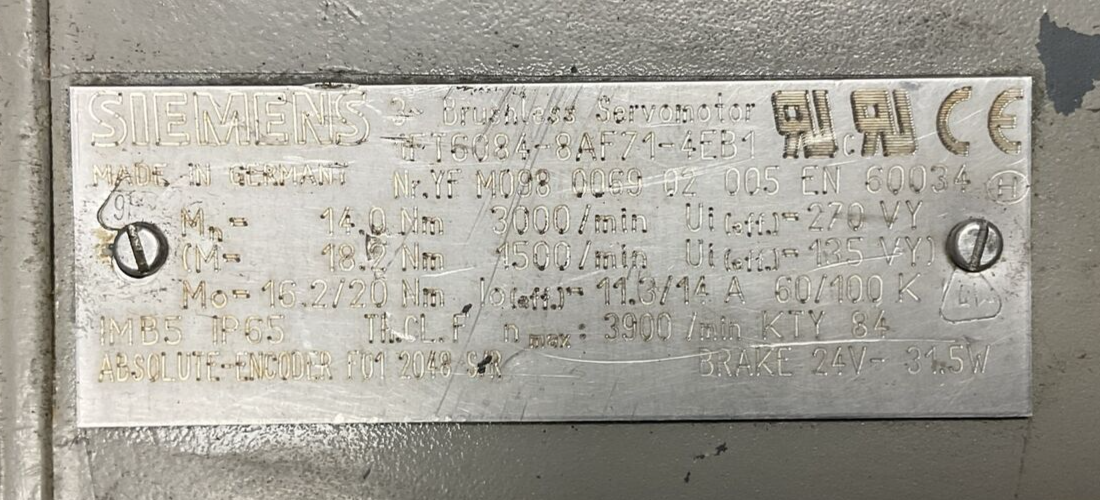 SIEMENS 3~ Brushless Servomotor
1FT6084-8AF71-4EB1
MADE IN GERMANY Nr.YF M098 0069 02 005 EN 60034
Mn= 14.0 Nm 3000/min Ui(eff.)=270 VY
(M= 18.2 Nm 1500/min Ui(eff.)=135 VY)
Mo=16.2/20 Nm Io(eff.)=11.3/14 A 60/100 K
IMB5 IP65 TH.CL.F n max: 3900 /min KTY 84
ABSOLUTE-ENCODER F01 2048 S/R BRAKE 24V- 31.5W